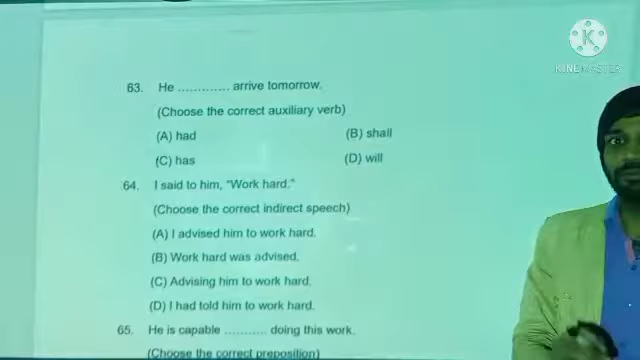 KINEMASTER
63. He ............. arrive tomorrow.
(Choose the correct auxiliary verb)
(A) had (B) shall
(C) has (D) will
64. I said to him, “Work hard.”
(Choose the correct indirect speech)
(A) I advised him to work hard.
(B) Work hard was advised.
(C) Advising him to work hard.
(D) I had told him to work hard.
65. He is capable .......... doing this work.
(Choose the correct preposition)